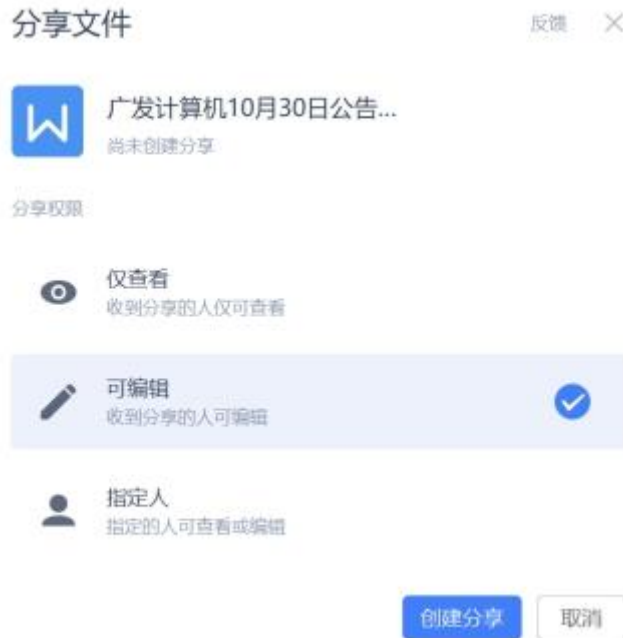 分享文件
反馈
广发计算机10月30日公告...
尚未创建分享
分享权限
仅查看
收到分享的人仅可查看
可编辑
收到分享的人可编辑
指定人
指定的人可查看或编辑
创建分享
取消